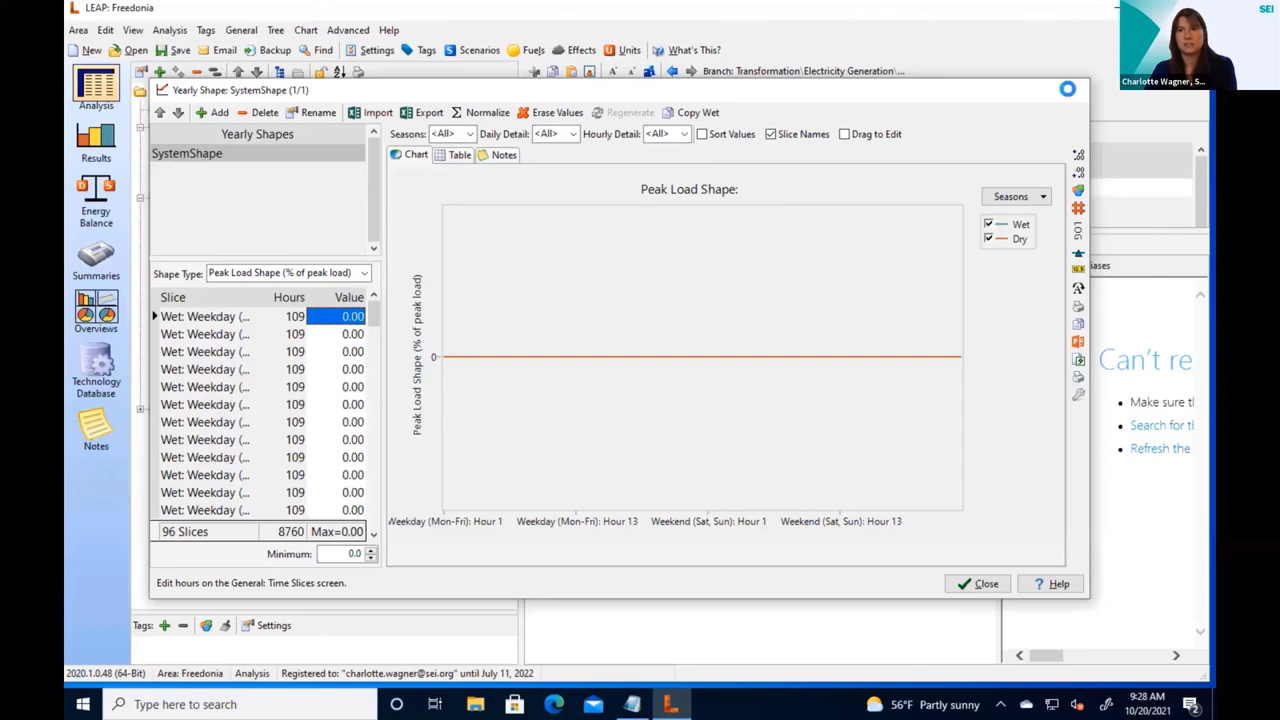 LEAP: Freedonia
SEI
Charlotte Wagner, S...
Area Edit View Analysis Tags General Tree Chart Advanced Help
New Open Save Email Backup Find Settings Tags Scenarios Fuels Effects Units What's This?
Branch: Transformation\Electricity Generation\...
Analysis
Results
Energy
Balance
Summaries
Overviews
Technology
Database
Notes
Yearly Shape: SystemShape (1/1)
Add Delete Rename Import Export Normalize Erase Values Regenerate Copy Wet
Yearly Shapes
SystemShape
Seasons: <All> Daily Detail: <All> Hourly Detail: <All> Sort Values Slice Names Drag to Edit
Chart Table Notes
Shape Type: Peak Load Shape (% of peak load)
Slice Hours Value
Wet: Weekday (... 109 0.00
Wet: Weekday (... 109 0.00
Wet: Weekday (... 109 0.00
Wet: Weekday (... 109 0.00
Wet: Weekday (... 109 0.00
Wet: Weekday (... 109 0.00
Wet: Weekday (... 109 0.00
Wet: Weekday (... 109 0.00
Wet: Weekday (... 109 0.00
Wet: Weekday (... 109 0.00
Wet: Weekday (... 109 0.00
Wet: Weekday (... 109 0.00
96 Slices 8760 Max=0.00
Minimum: 0.0
Edit hours on the General: Time Slices screen.
Peak Load Shape:
Seasons
Wet
Dry
Peak Load Shape (% of peak load)
0
Weekday (Mon-Fri): Hour 1 Weekday (Mon-Fri): Hour 13 Weekend (Sat, Sun): Hour 1 Weekend (Sat, Sun): Hour 13
LOG
Close Help
iases
Can't re
Make sure t
Search for t
Refresh the
Tags: Settings
2020.1.0.48 (64-Bit) Area: Freedonia Analysis Registered to: "charlotte.wagner@sei.org" until July 11, 2022
Type here to search
56°F Partly sunny
9:28 AM
10/20/2021
2